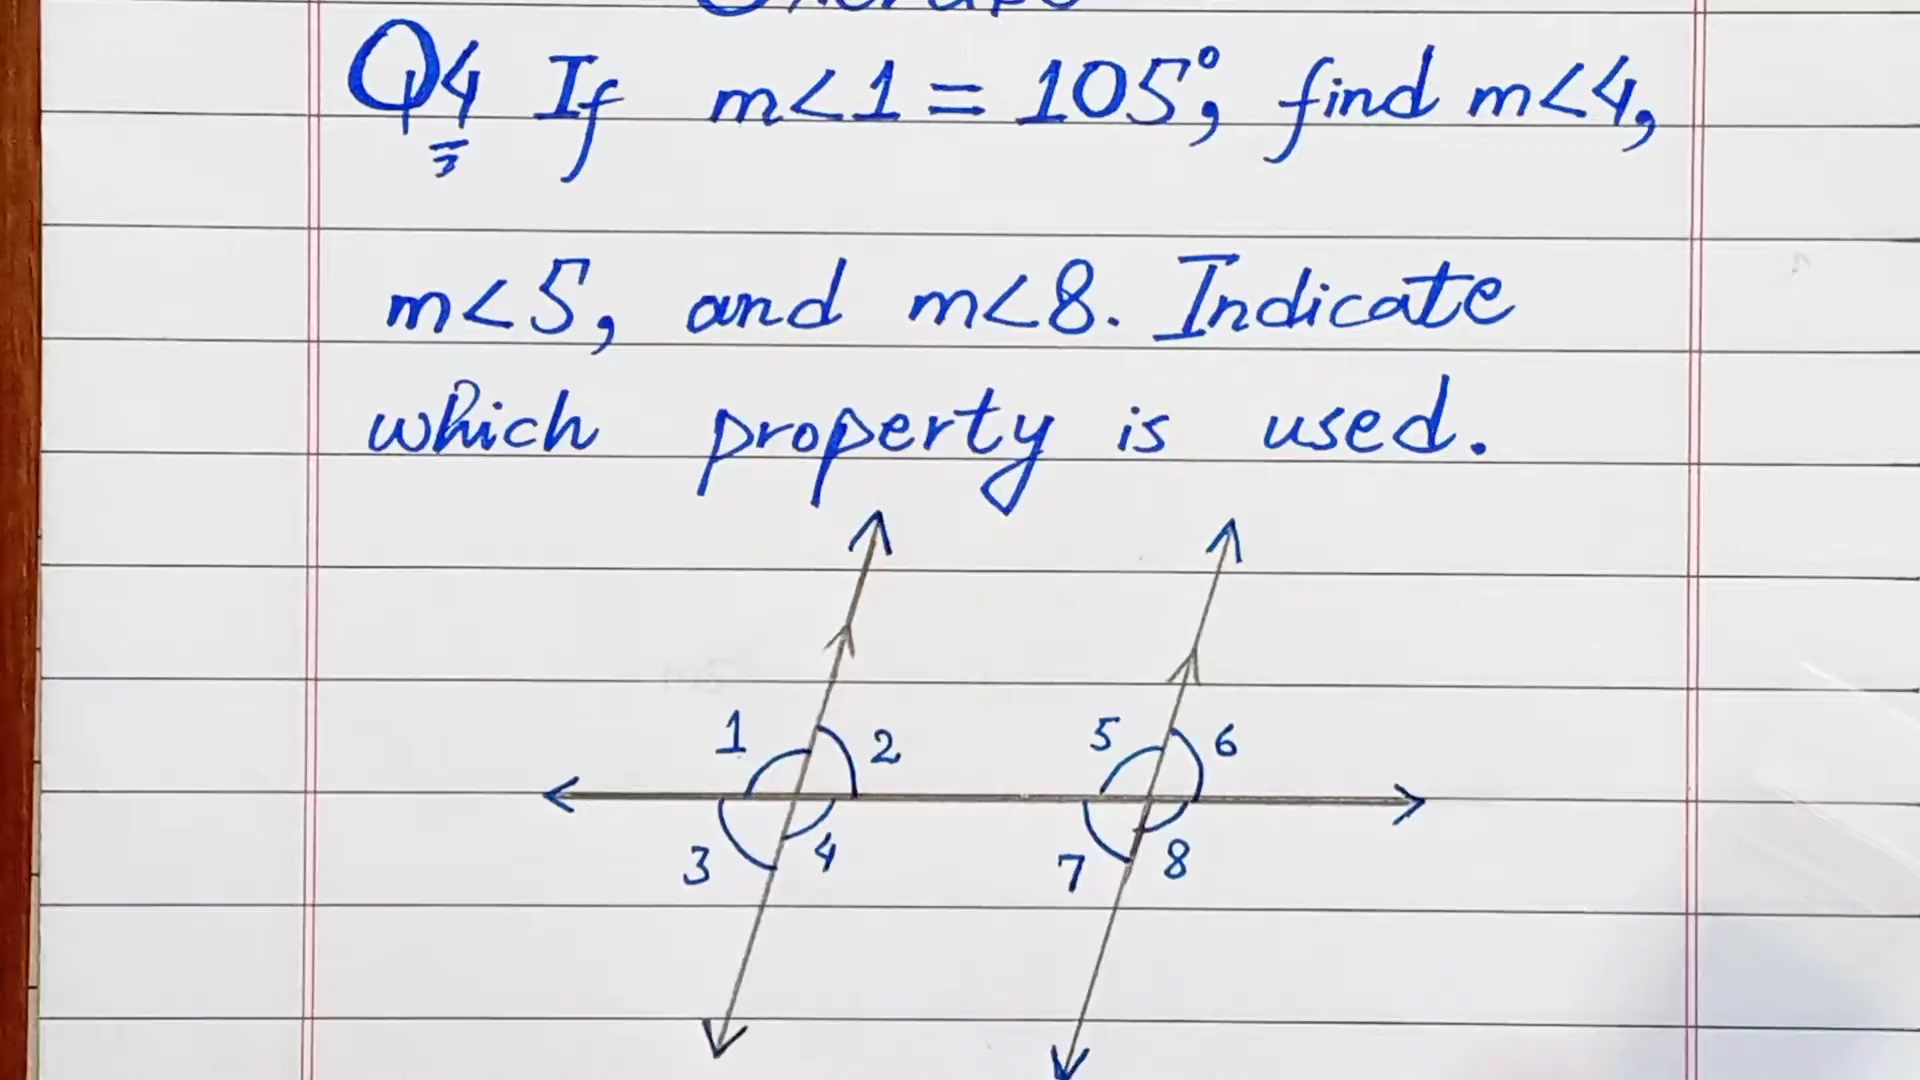 Exercise
Q4 If m<1 = 105°, find m<4,
m<5, and m<8. Indicate
which property is used.
1 2 5 6
3 4 7 8